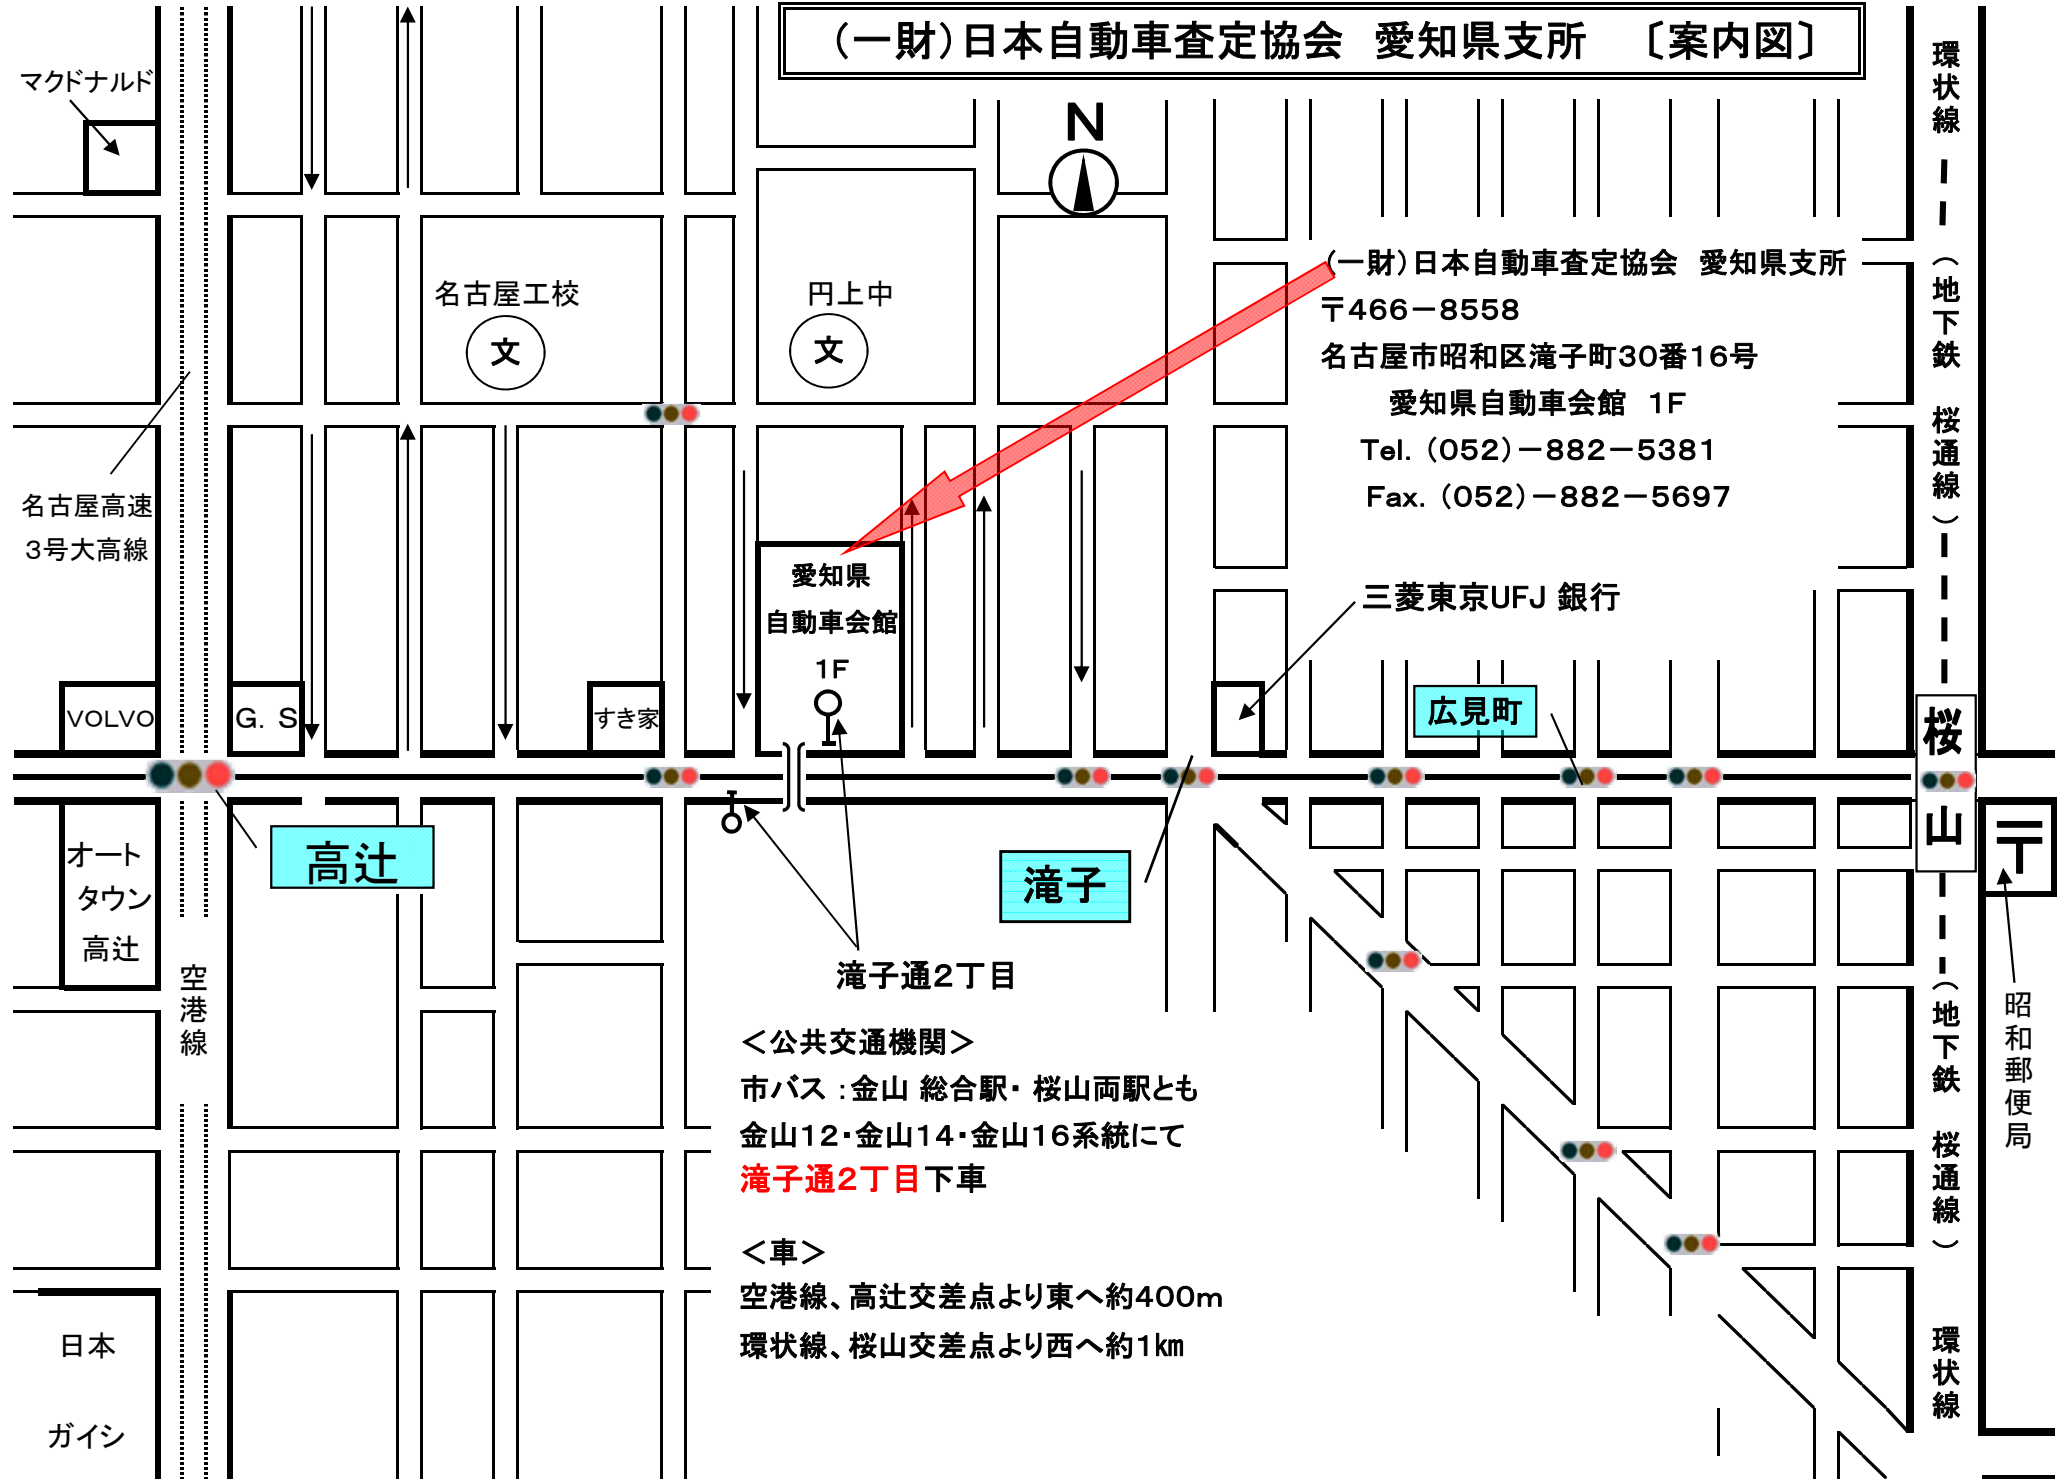 (一財)日本自動車査定協会　愛知県支所　〔案内図〕
マクドナルド
N
環状線
(地下鉄　桜通線)
名古屋工校
文
円上中
文
(一財)日本自動車査定協会　愛知県支所
〒466－8558
名古屋市昭和区滝子町30番16号
愛知県自動車会館　1F
Tel. (052)－882－5381
Fax. (052)－882－5697
名古屋高速
3号大高線
愛知県
自動車会館
1F
三菱東京UFJ 銀行
VOLVO
G. S
すき家
広見町
桜山
オート
タウン
高辻
高辻
滝子
〒
空港線
滝子通2丁目
昭和郵便局
(地下鉄　桜通線)
環状線
＜公共交通機関＞
市バス :金山 総合駅・ 桜山両駅とも
金山12・金山14・金山16系統にて
滝子通2丁目下車
＜車＞
空港線、高辻交差点より東へ約400m
環状線、桜山交差点より西へ約1㎞
日本
ガイシ